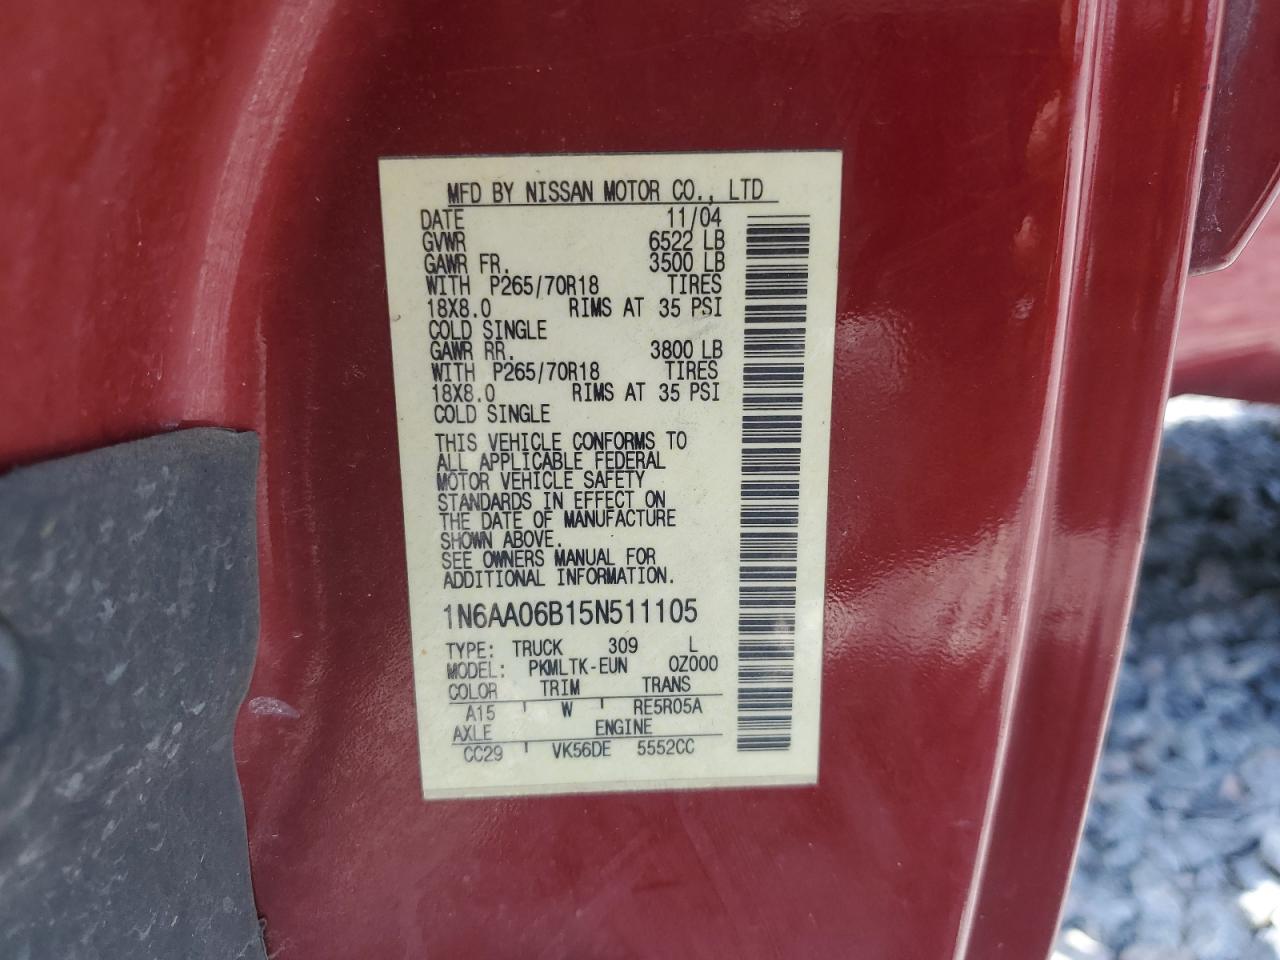 MFD BY NISSAN MOTOR CO., LTD
DATE 11/04
GVWR 6522 LB
GAWR FR. 3500 LB
WITH P265/70R18 TIRES
18X8.0 RIMS AT 35 PSI
COLD SINGLE
GAWR RR. 3800 LB
WITH P265/70R18 TIRES
18X8.0 RIMS AT 35 PSI
COLD SINGLE
THIS VEHICLE CONFORMS TO
ALL APPLICABLE FEDERAL
MOTOR VEHICLE SAFETY
STANDARDS IN EFFECT ON
THE DATE OF MANUFACTURE
SHOWN ABOVE.
SEE OWNERS MANUAL FOR
ADDITIONAL INFORMATION.
1N6AA06B15N511105
TYPE: TRUCK 309 L
MODEL: PKMLTK-EUN 0Z000
COLOR TRIM TRANS
A15 W RE5R05A
AXLE ENGINE
CC29 VK56DE 5552CC